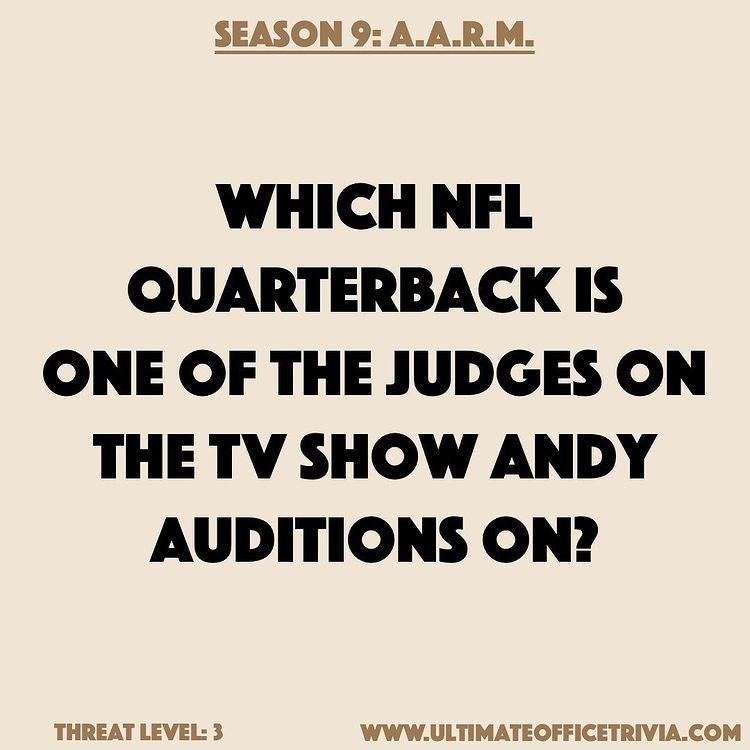 SEASON 9: A.A.R.M.
WHICH NFL
QUARTERBACK IS
ONE OF THE JUDGES ON
THE TV SHOW ANDY
AUDITIONS ON?
THREAT LEVEL: 3
WWW.ULTIMATEOFFICETRIVIA.COM